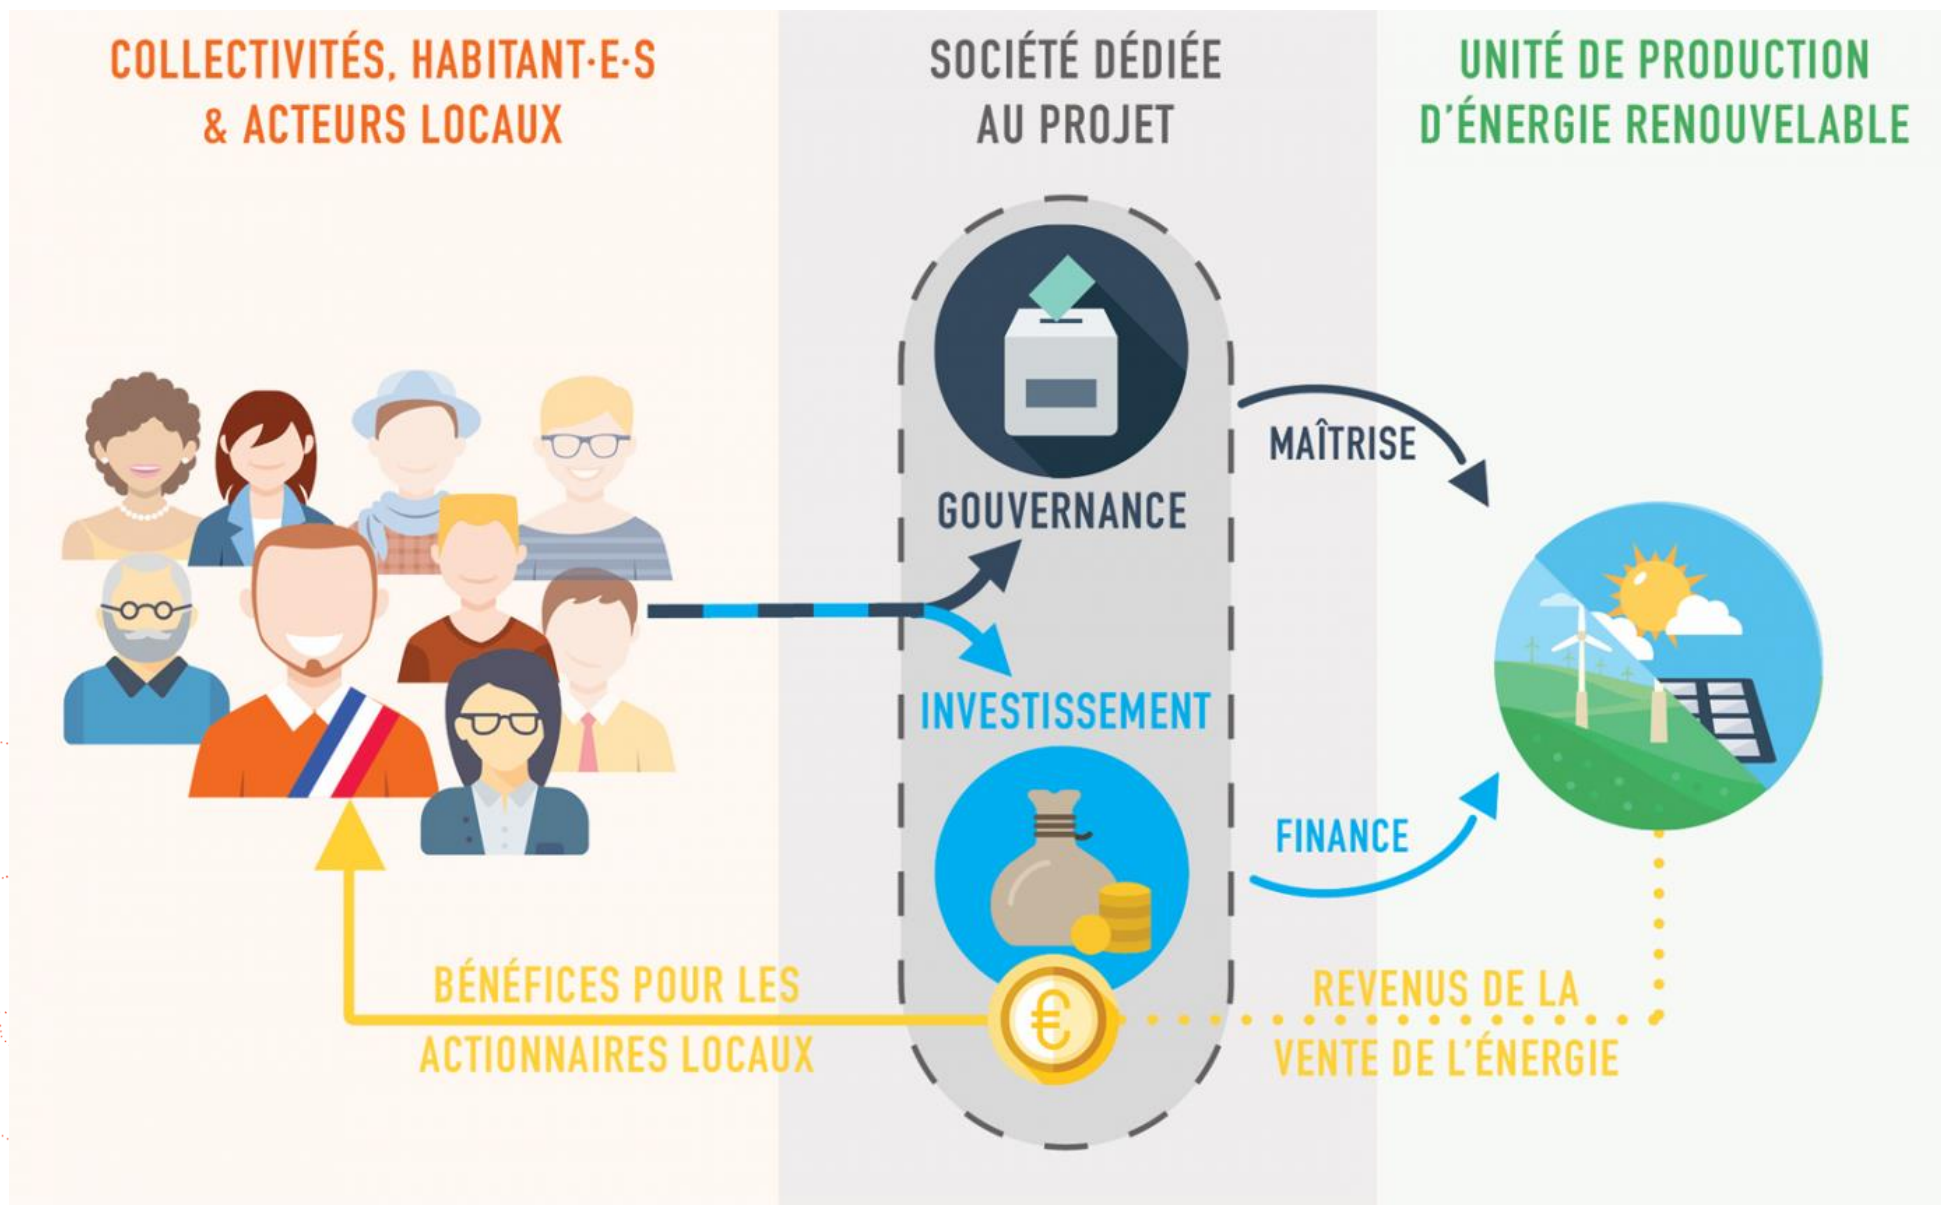 COLLECTIVITÉS, HABITANT·E·S
& ACTEURS LOCAUX
SOCIÉTÉ DÉDIÉE
AU PROJET
UNITÉ DE PRODUCTION
D'ÉNERGIE RENOUVELABLE
GOUVERNANCE
MAÎTRISE
INVESTISSEMENT
FINANCE
€
BÉNÉFICES POUR LES
ACTIONNAIRES LOCAUX
REVENUS DE LA
VENTE DE L'ÉNERGIE